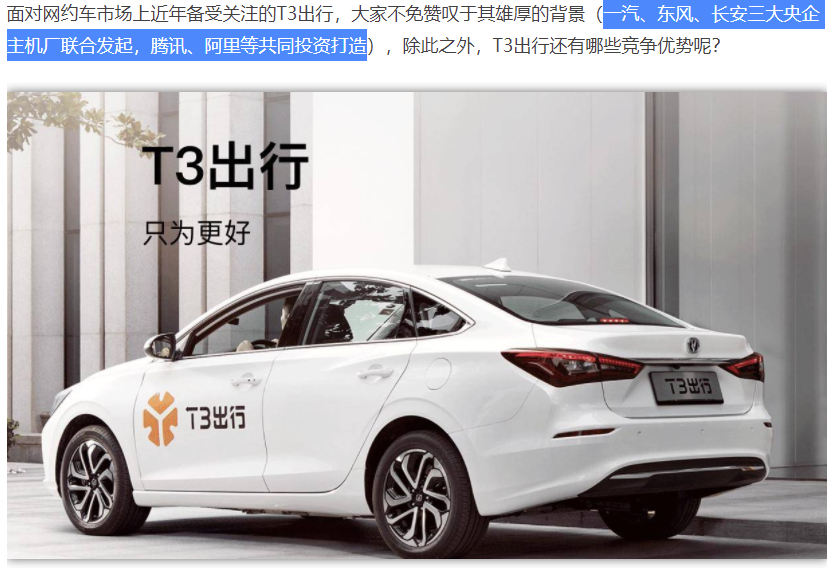 面对网约车市场上近年备受关注的T3出行，大家不免赞叹于其雄厚的背景（一汽、东风、长安三大央企
主机厂联合发起，腾讯、阿里等共同投资打造），除此之外，T3出行还有哪些竞争优势呢？
T3出行
只为更好
T3出行
T3出行